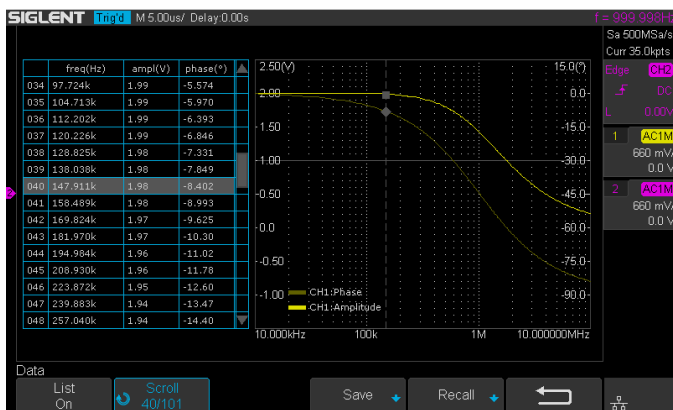 SIGLENT Trig'd M 5.00us/ Delay:0.00s f = 999.998Hz
Sa 500MSa/s
Curr 35.0kpts
Edge CH2
DC
L 0.00V
1 AC1M
660 mV/
0.0 V
2 AC1M
660 mV/
0.0 V
freq(Hz) ampl(V) phase(°)
034 97.724k 1.99 -5.574
035 104.713k 1.99 -5.970
036 112.202k 1.99 -6.393
037 120.226k 1.99 -6.846
038 128.825k 1.98 -7.331
039 138.038k 1.98 -7.849
040 147.911k 1.98 -8.402
041 158.489k 1.98 -8.993
042 169.824k 1.97 -9.625
043 181.970k 1.97 -10.30
044 194.984k 1.96 -11.02
045 208.930k 1.96 -11.78
046 223.872k 1.95 -12.60
047 239.883k 1.94 -13.47
048 257.040k 1.94 -14.40
2.50(V) 15.0(°)
2.00 0.0
1.50 -15.0
1.00 -30.0
0.50 -45.0
0.0 -60.0
-0.50 -75.0
-1.00 -90.0
CH1:Phase
CH1:Amplitude
10.000kHz 100k 1M 10.000000MHz
2
Data
List
On
Scroll
40/101
Save
Recall